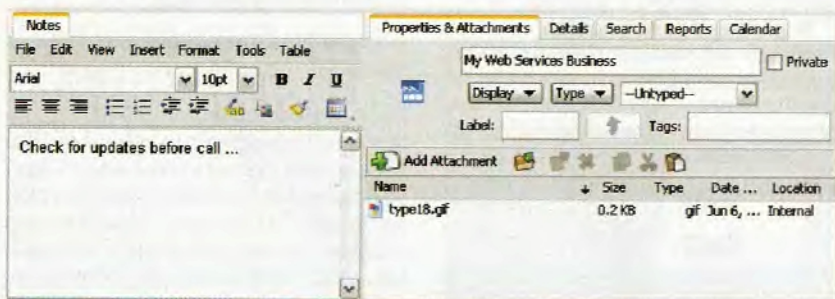 Notes
File Edit View Insert Format Tools Table
Arial 10pt B I U
Check for updates before call ...
Properties & Attachments Details Search Reports Calendar
My Web Services Business Private
Display Type --Untyped--
Label: Tags:
Add Attachment
Name Size Type Date ... Location
type18.gif 0.2 KB gif Jun 6, ... Internal